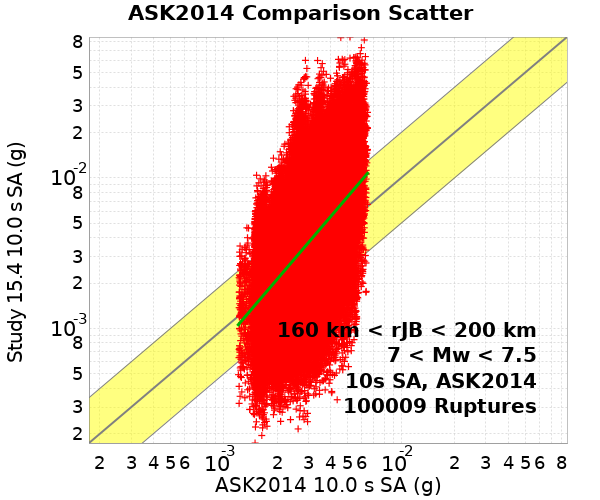 ASK2014 Comparison Scatter
Study 15.4 10.0 s SA (g)
8
5
3
2
10-2
8
5
3
2
10-3
8
5
3
2
160 km < rJB < 200 km
7 < Mw < 7.5
10s SA, ASK2014
100009 Ruptures
2 3 4 5 6 10-3 2 3 4 5 6 10-2 2 3 4 5 6 8
ASK2014 10.0 s SA (g)